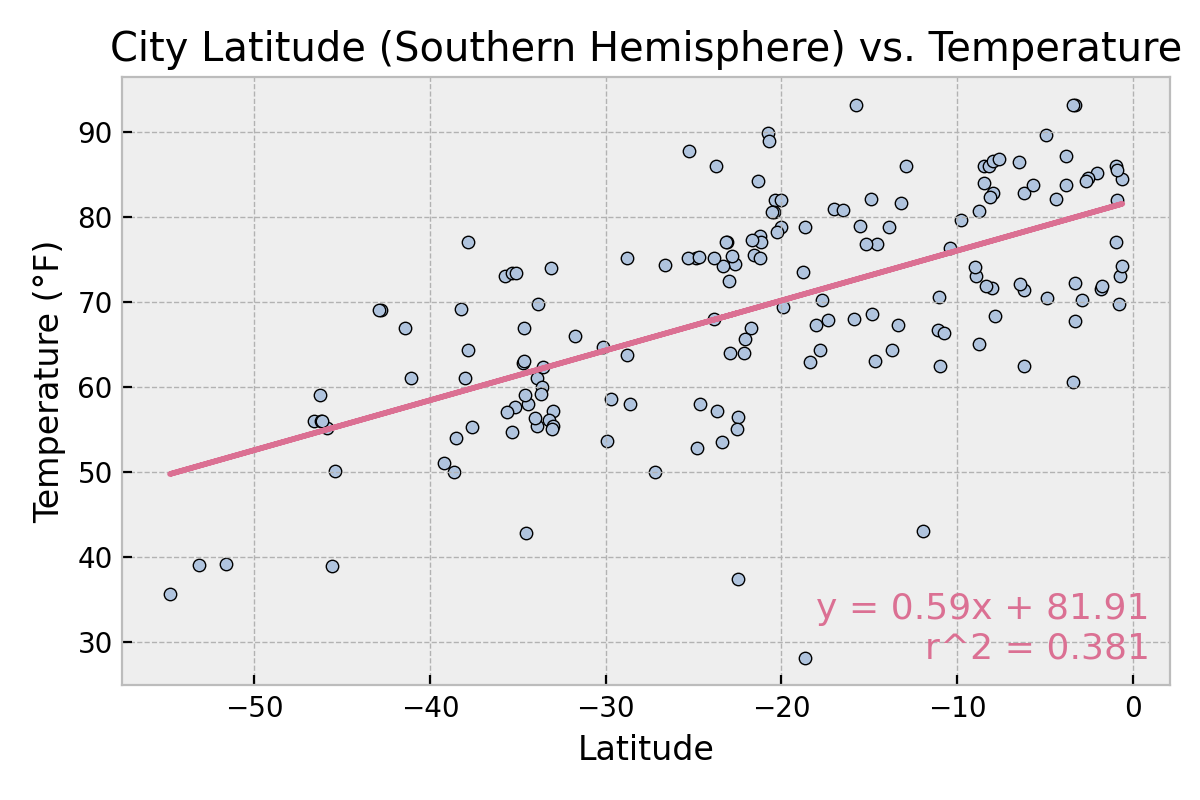 City Latitude (Southern Hemisphere) vs. Temperature
Temperature (°F)
90
80
70
60
50
40
30
y = 0.59x + 81.91
r^2 = 0.381
−50
−40
−30
−20
−10
0
Latitude